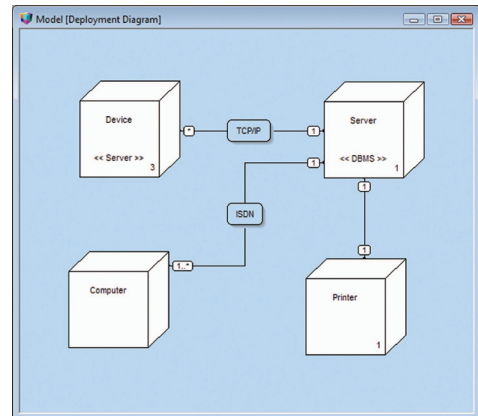 Model [Deployment Diagram]
Device
<< Server >>
3
*
TCP/IP
1
Server
<< DBMS >>
1
1
ISDN
1
1..*
Computer
1
Printer
1